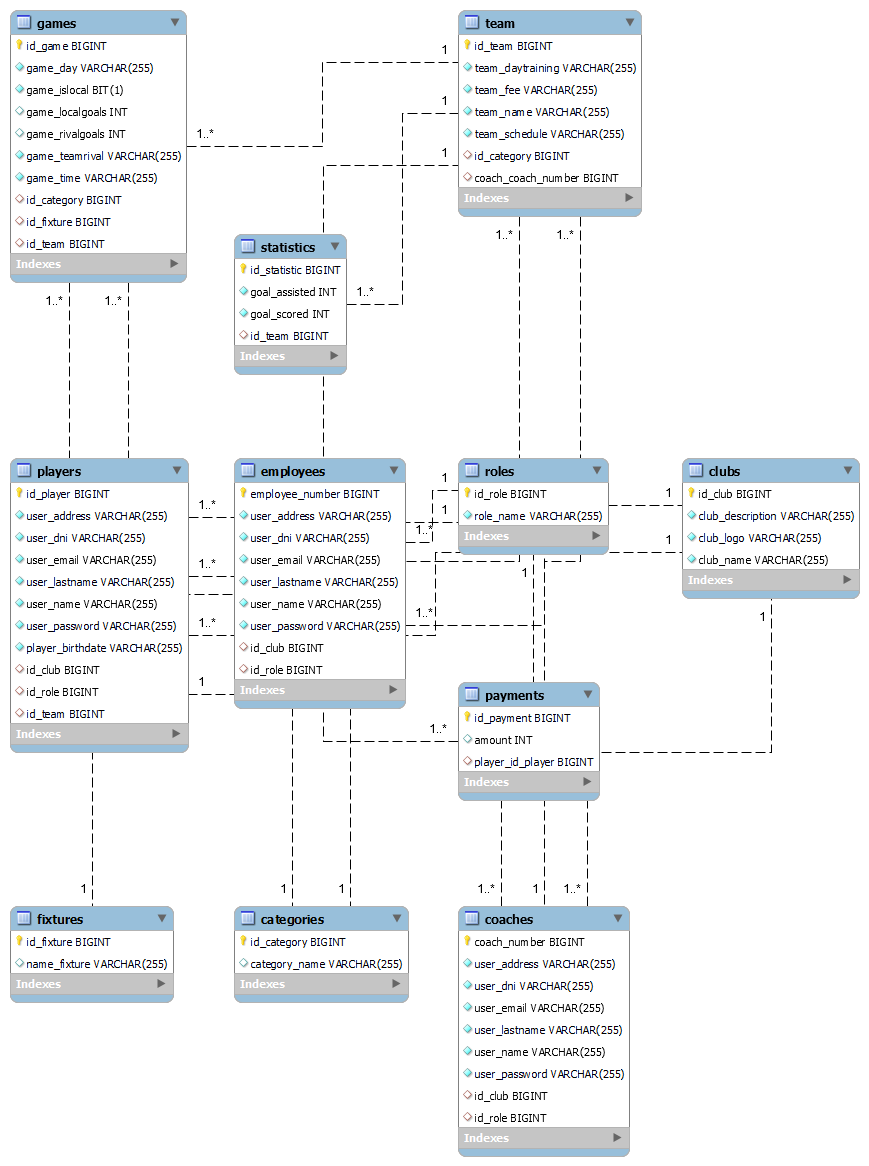 games
id_game BIGINT
game_day VARCHAR(255)
game_islocal BIT(1)
game_localgoals INT
game_rivalgoals INT
game_teamrival VARCHAR(255)
game_time VARCHAR(255)
id_category BIGINT
id_fixture BIGINT
id_team BIGINT
Indexes
team
id_team BIGINT
team_daytraining VARCHAR(255)
team_fee VARCHAR(255)
team_name VARCHAR(255)
team_schedule VARCHAR(255)
id_category BIGINT
coach_coach_number BIGINT
Indexes
1
1..*
1
1
1..*
1..*
statistics
id_statistic BIGINT
goal_assisted INT
goal_scored INT
id_team BIGINT
Indexes
1..*
1..*
1..*
players
id_player BIGINT
user_address VARCHAR(255)
user_dni VARCHAR(255)
user_email VARCHAR(255)
user_lastname VARCHAR(255)
user_name VARCHAR(255)
user_password VARCHAR(255)
player_birthdate VARCHAR(255)
id_club BIGINT
id_role BIGINT
id_team BIGINT
Indexes
1..*
1..*
1..*
1
employees
employee_number BIGINT
user_address VARCHAR(255)
user_dni VARCHAR(255)
user_email VARCHAR(255)
user_lastname VARCHAR(255)
user_name VARCHAR(255)
user_password VARCHAR(255)
id_club BIGINT
id_role BIGINT
Indexes
1
1
1..*
1..*
roles
id_role BIGINT
role_name VARCHAR(255)
Indexes
1
1
1
clubs
id_club BIGINT
club_description VARCHAR(255)
club_logo VARCHAR(255)
club_name VARCHAR(255)
Indexes
1
1..*
payments
id_payment BIGINT
amount INT
player_id_player BIGINT
Indexes
1
1
1
1..*
1
1..*
fixtures
id_fixture BIGINT
name_fixture VARCHAR(255)
Indexes
categories
id_category BIGINT
category_name VARCHAR(255)
Indexes
coaches
coach_number BIGINT
user_address VARCHAR(255)
user_dni VARCHAR(255)
user_email VARCHAR(255)
user_lastname VARCHAR(255)
user_name VARCHAR(255)
user_password VARCHAR(255)
id_club BIGINT
id_role BIGINT
Indexes